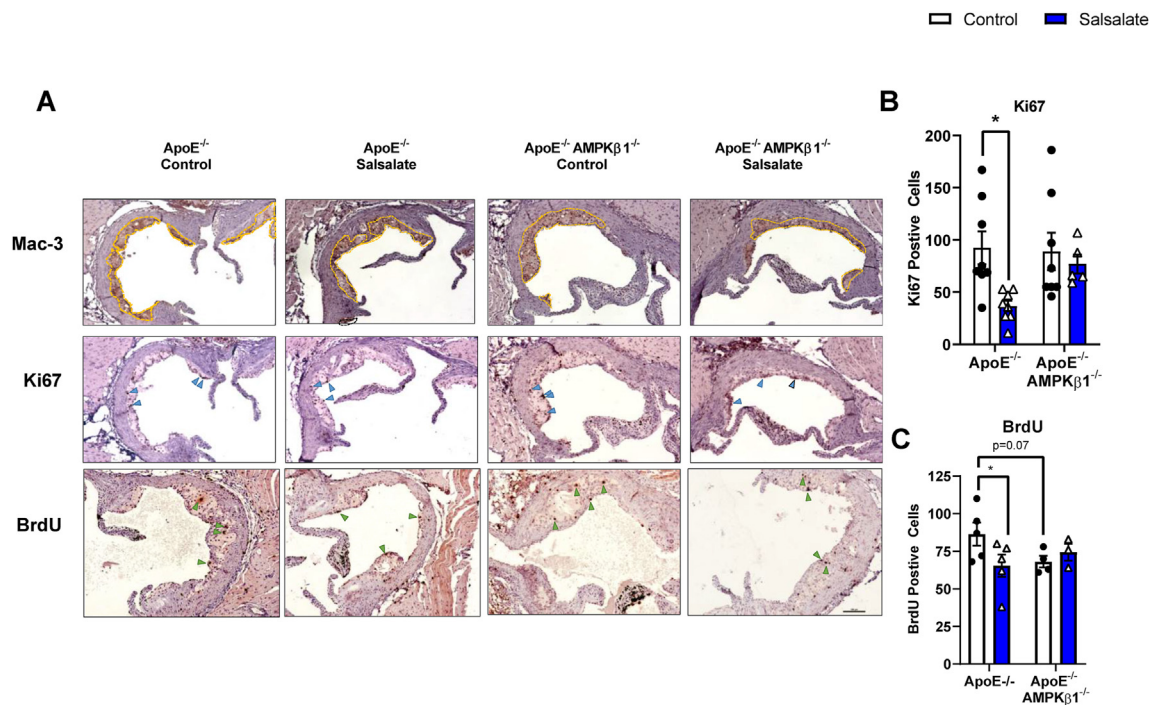 Control Salsalate
A
ApoE-/-
Control
ApoE-/-
Salsalate
ApoE-/- AMPKβ1-/-
Control
ApoE-/- AMPKβ1-/-
Salsalate
Mac-3
Ki67
BrdU
B
Ki67
*
200
150
100
50
0
Ki67 Postive Cells
ApoE-/-
ApoE-/-
AMPKβ1-/-
C
BrdU
p=0.07
*
125
100
75
50
25
0
BrdU Postive Cells
ApoE-/-
ApoE-/-
AMPKβ1-/-